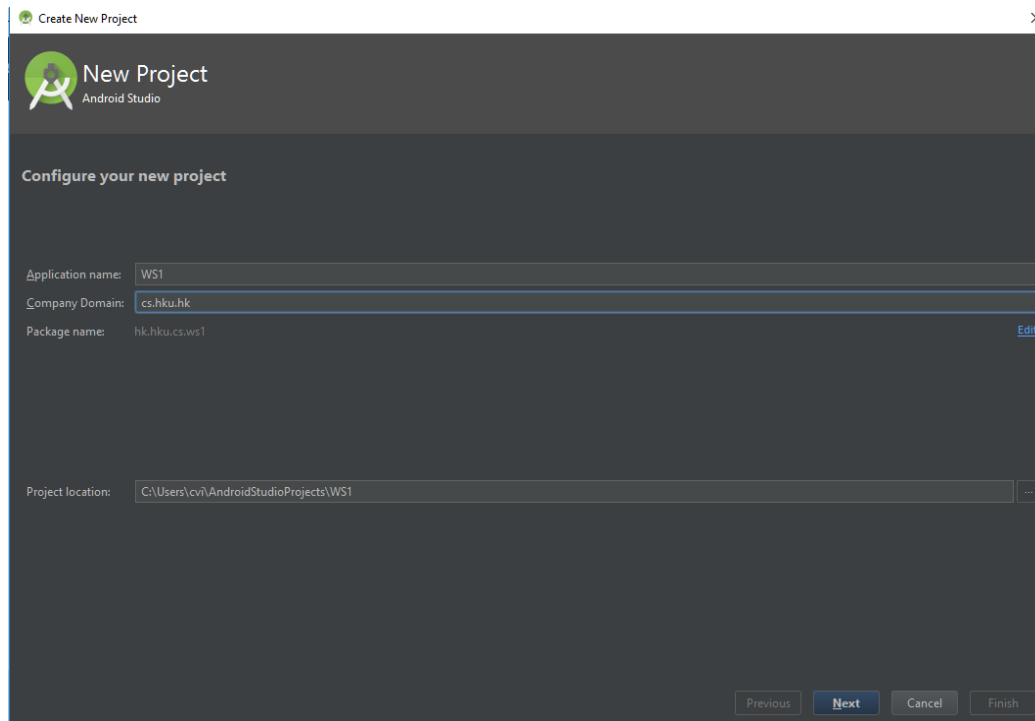 Create New Project
New Project
Android Studio
Configure your new project
Application name: WS1
Company Domain: cs.hku.hk
Package name: hk.hku.cs.ws1 Edit
Project location: C:\Users\cvi\AndroidStudioProjects\WS1 ...
Previous Next Cancel Finish